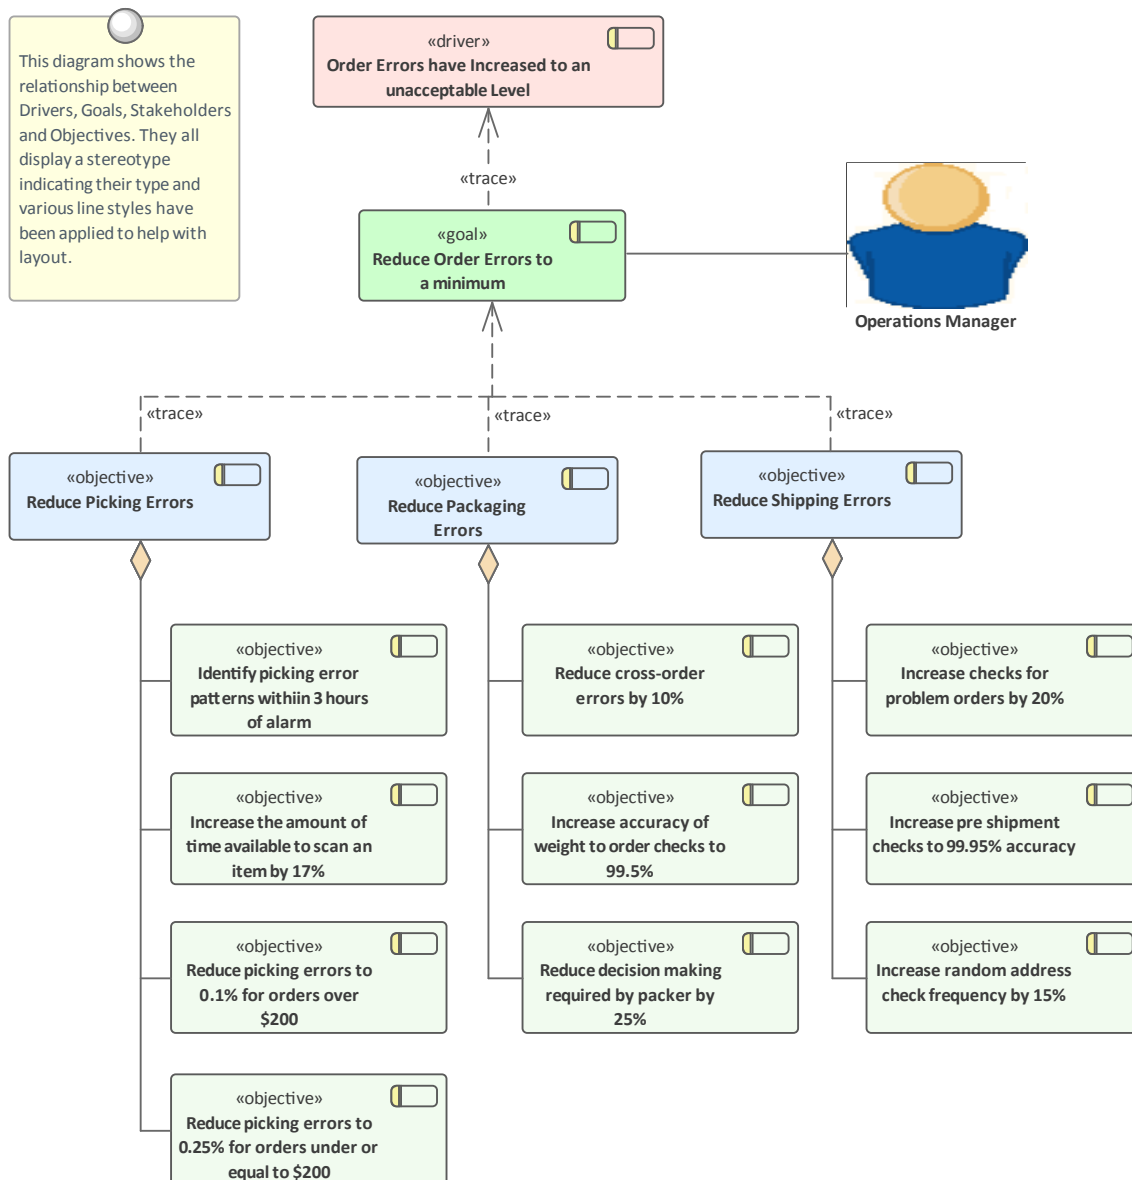 This diagram shows the
relationship between
Drivers, Goals, Stakeholders
and Objectives. They all
display a stereotype
indicating their type and
various line styles have
been applied to help with
layout.
«driver»
Order Errors have Increased to an
unacceptable Level
«trace»
«goal»
Reduce Order Errors to
a minimum
Operations Manager
«trace»
«trace»
«trace»
«objective»
Reduce Picking Errors
«objective»
Reduce Packaging
Errors
«objective»
Reduce Shipping Errors
«objective»
Identify picking error
patterns withiin 3 hours
of alarm
«objective»
Reduce cross-order
errors by 10%
«objective»
Increase checks for
problem orders by 20%
«objective»
Increase the amount of
time available to scan an
item by 17%
«objective»
Increase accuracy of
weight to order checks to
99.5%
«objective»
Increase pre shipment
checks to 99.95% accuracy
«objective»
Reduce picking errors to
0.1% for orders over
$200
«objective»
Reduce decision making
required by packer by
25%
«objective»
Increase random address
check frequency by 15%
«objective»
Reduce picking errors to
0.25% for orders under or
equal to $200